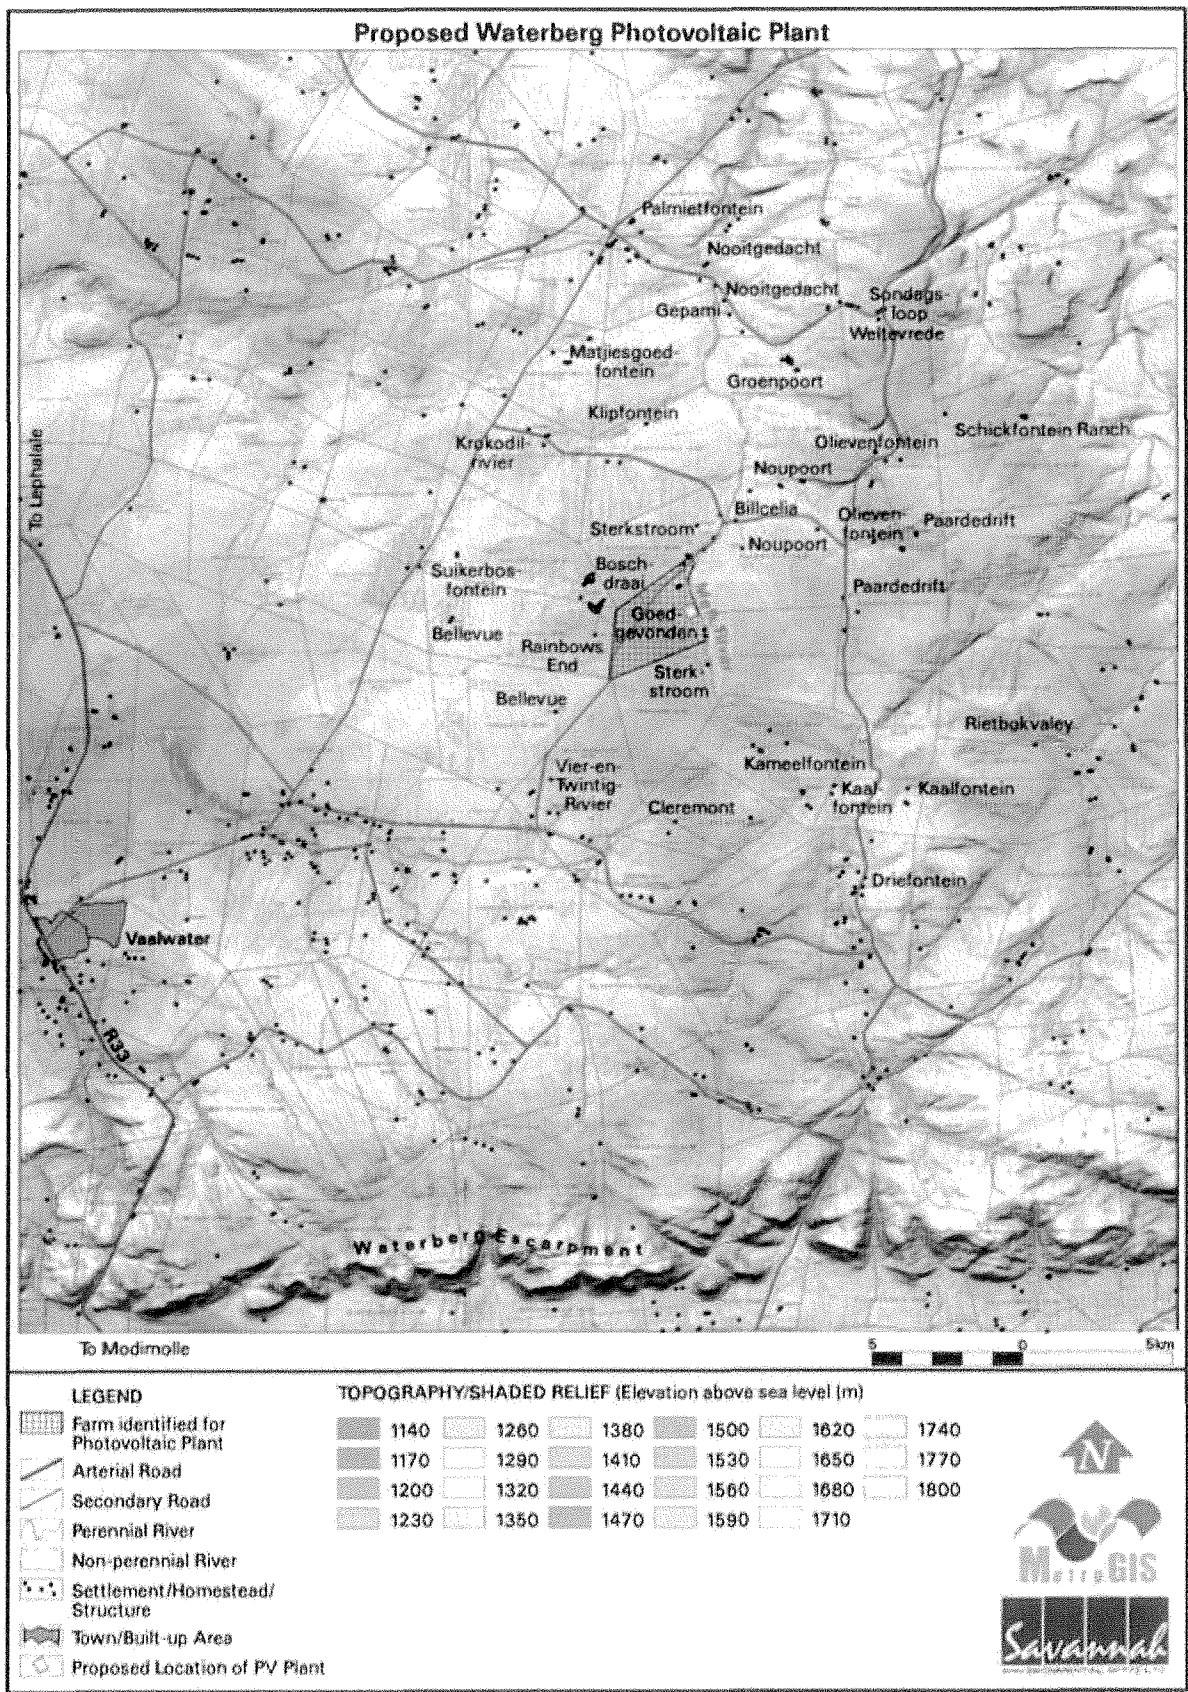 Proposed Waterberg Photovoltaic Plant
Palmietfontein
Nooitgedacht
Nooitgedacht
Gepami
Sondags-
loop
Weltevrede
Matjiesgoed-
fontein
Groenpoort
Klipfontein
Schickfontein Ranch
Krokodil-
rivier
Olievenfontein
Noupoort
To Lephalale
Billcelia
Sterkstroom
Olieven-
fontein
Paardedrift
Noupoort
Bosch-
draai
Suikerbos-
fontein
Paardedrift
Goed-
gevonden
Bellevue
Rainbows
End
Sterk-
stroom
Bellevue
Rietbokvaley
Kameelfontein
Vier-en-
Twintig-
Rivier
Kaal-
fontein
Kaalfontein
Cleremont
Driefontein
Vaalwater
R33
Waterberg Escarpment
To Modimolle
5 0 5km
LEGEND
Farm identified for
Photovoltaic Plant
Arterial Road
Secondary Road
Perennial River
Non-perennial River
Settlement/Homestead/
Structure
Town/Built-up Area
Proposed Location of PV Plant
TOPOGRAPHY/SHADED RELIEF (Elevation above sea level (m)
1140 1260 1380 1500 1620 1740
1170 1290 1410 1530 1650 1770
1200 1320 1440 1560 1680 1800
1230 1350 1470 1590 1710
N
MetroGIS
Savannah